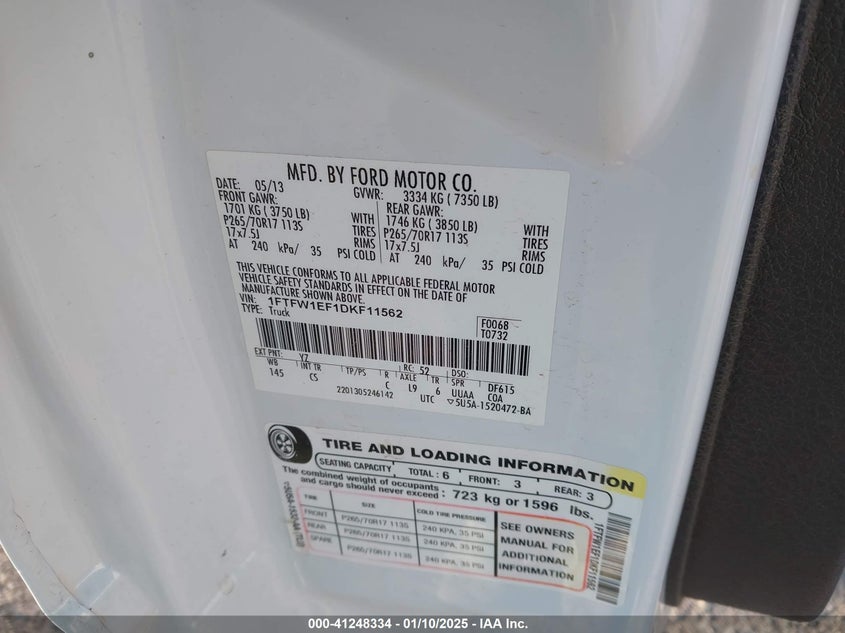 MFD. BY FORD MOTOR CO.
DATE: 05/13 GVWR: 3334 KG ( 7350 LB)
FRONT GAWR: REAR GAWR:
1701 KG ( 3750 LB) WITH 1746 KG ( 3850 LB) WITH
P265/70R17 113S TIRES P265/70R17 113S TIRES
17x7.5J RIMS 17x7.5J RIMS
AT 240 kPa/ 35 PSI COLD AT 240 kPa/ 35 PSI COLD
THIS VEHICLE CONFORMS TO ALL APPLICABLE FEDERAL MOTOR
VEHICLE SAFETY STANDARDS IN EFFECT ON THE DATE OF
MANUFACTURE SHOWN ABOVE.
VIN: 1FTFW1EF1DKF11562
TYPE: Truck
F0068
T0732
EXT PNT: YZ RC: 52 DSO:
WB INT TR TP/PS R AXLE TR SPR DF615
145 CS C L9 6 UUAA COA
2201305246142 UTC ▽5U5A-1520472-BA
TIRE AND LOADING INFORMATION
SEATING CAPACITY TOTAL : 6 FRONT: 3 REAR: 3
The combined weight of occupants
and cargo should never exceed : 723 kg or 1596 lbs.
TIRE SIZE COLD TIRE PRESSURE
FRONT P265/70R17 113S 240 KPA, 35 PSI
REAR P265/70R17 113S 240 KPA, 35 PSI
SPARE P265/70R17 113S 240 KPA, 35 PSI
SEE OWNERS
MANUAL FOR
ADDITIONAL
INFORMATION
1FTFW1EF1DKF11562
000-41248334 - 01/10/2025 - IAA Inc.